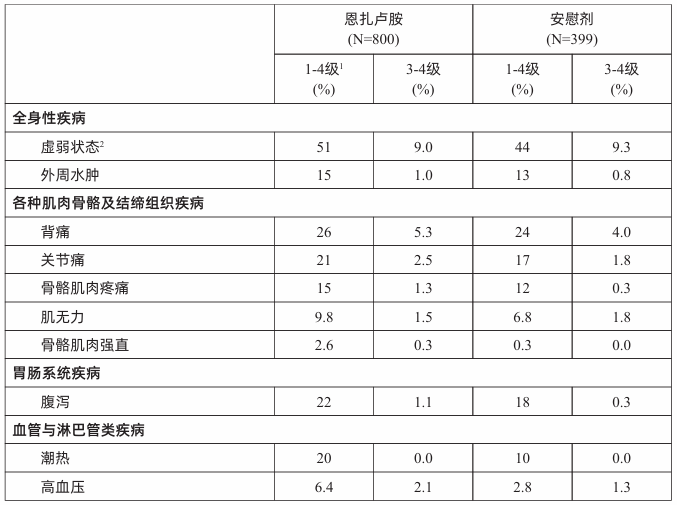 恩扎卢胺 安慰剂
(N=800) (N=399)
1-4级¹ 3-4级 1-4级 3-4级
(%) (%) (%) (%)
全身性疾病
虚弱状态² 51 9.0 44 9.3
外周水肿 15 1.0 13 0.8
各种肌肉骨骼及结缔组织疾病
背痛 26 5.3 24 4.0
关节痛 21 2.5 17 1.8
骨骼肌肉疼痛 15 1.3 12 0.3
肌无力 9.8 1.5 6.8 1.8
骨骼肌肉强直 2.6 0.3 0.3 0.0
胃肠系统疾病
腹泻 22 1.1 18 0.3
血管与淋巴管类疾病
潮热 20 0.0 10 0.0
高血压 6.4 2.1 2.8 1.3